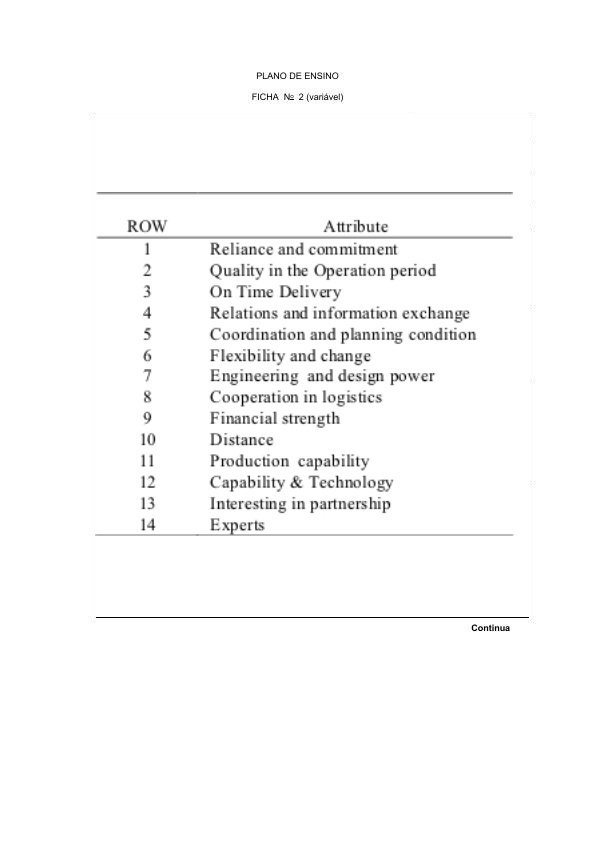 PLANO DE ENSINO
FICHA № 2 (variável)
ROW Attribute
1 Reliance and commitment
2 Quality in the Operation period
3 On Time Delivery
4 Relations and information exchange
5 Coordination and planning condition
6 Flexibility and change
7 Engineering and design power
8 Cooperation in logistics
9 Financial strength
10 Distance
11 Production capability
12 Capability & Technology
13 Interesting in partnership
14 Experts
Continua